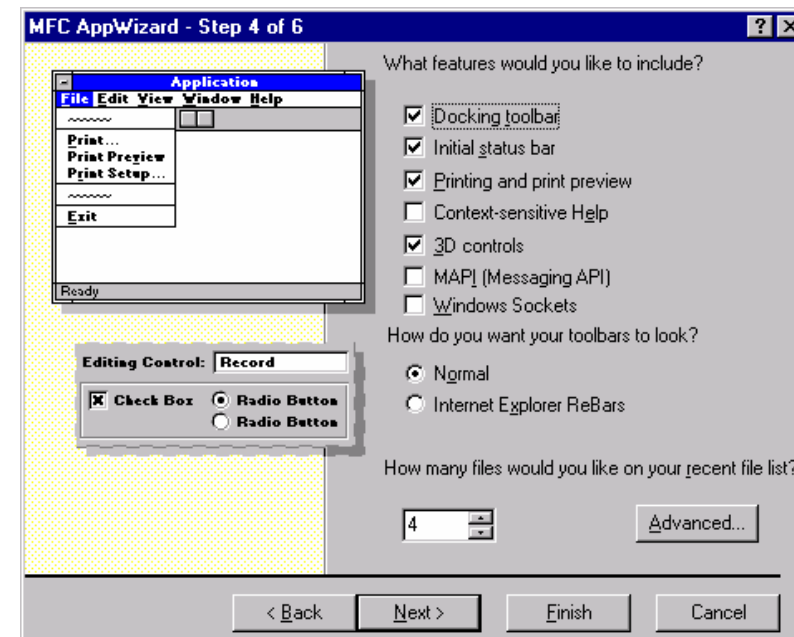 MFC AppWizard - Step 4 of 6
Application
File Edit View Window Help
Print...
Print Preview
Print Setup...
Exit
Ready
Editing Control: Record
Check Box
Radio Button
Radio Button
What features would you like to include?
Docking toolbar
Initial status bar
Printing and print preview
Context-sensitive Help
3D controls
MAPI (Messaging API)
Windows Sockets
How do you want your toolbars to look?
Normal
Internet Explorer ReBars
How many files would you like on your recent file list?
4
Advanced...
< Back
Next >
Finish
Cancel